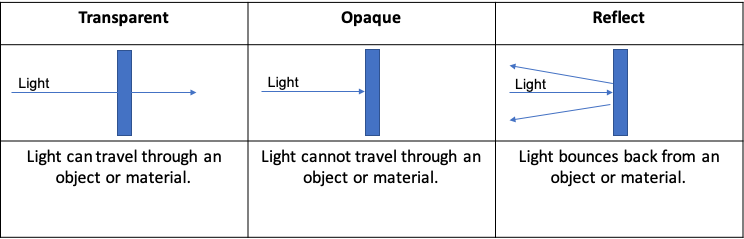 Transparent
Opaque
Reflect
Light
Light
Light
Light can travel through an
object or material.
Light cannot travel through an
object or material.
Light bounces back from an
object or material.